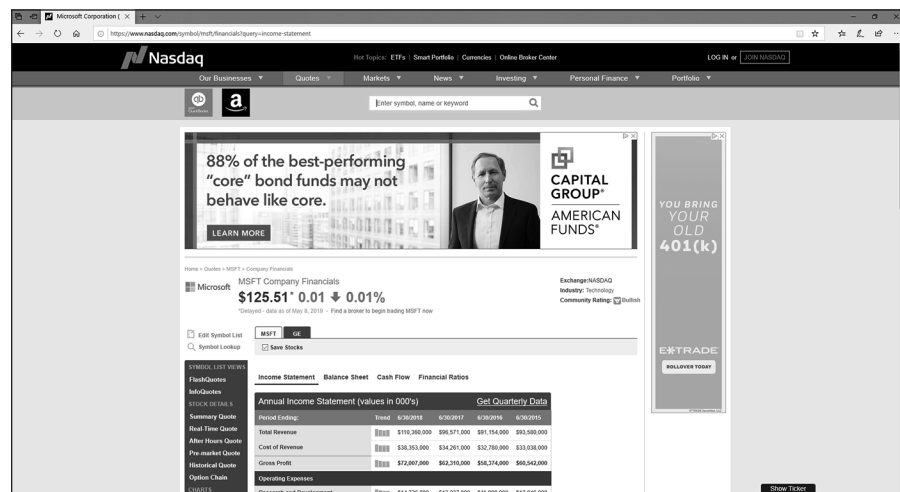 Microsoft Corporation (
https://www.nasdaq.com/symbol/msft/financials?query=income-statement
Nasdaq
Hot Topics: ETFs | Smart Portfolio | Currencies | Online Broker Center
LOG IN or JOIN NASDAQ
Our Businesses Quotes Markets News Investing Personal Finance Portfolio
qb
a
Enter symbol, name or keyword
88% of the best-performing
"core" bond funds may not
behave like core.
LEARN MORE
CAPITAL
GROUP®
AMERICAN
FUNDS®
YOU BRING
YOUR
OLD
401(k)
E*TRADE
ROLLOVER TODAY
Home > Quotes > MSFT > Company Financials
Microsoft
MSFT Company Financials
$125.51* 0.01 0.01%
*Delayed - data as of May 8, 2019 - Find a broker to begin trading MSFT now
Exchange:NASDAQ
Industry: Technology
Community Rating: Bullish
Edit Symbol List
Symbol Lookup
MSFT GE
Save Stocks
SYMBOL LIST VIEWS
FlashQuotes
InfoQuotes
STOCK DETAILS
Summary Quote
Real-Time Quote
After Hours Quote
Pre-market Quote
Historical Quote
Option Chain
CHARTS
Income Statement Balance Sheet Cash Flow Financial Ratios
Annual Income Statement (values in 000's) Get Quarterly Data
Period Ending: Trend 6/30/2018 6/30/2017 6/30/2016 6/30/2015
Total Revenue $110,360,000 $96,571,000 $91,154,000 $93,580,000
Cost of Revenue $38,353,000 $34,261,000 $32,780,000 $33,038,000
Gross Profit $72,007,000 $62,310,000 $58,374,000 $60,542,000
Operating Expenses
Research and Development
Show Ticker